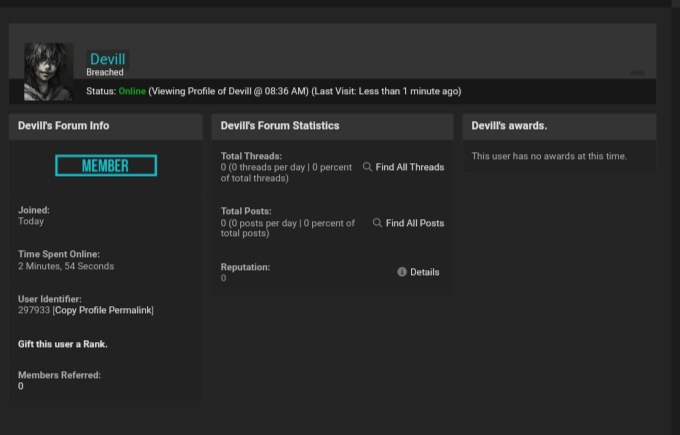 Devill
Breached
Status: Online (Viewing Profile of Devill @ 08:36 AM) (Last Visit: Less than 1 minute ago)
Devill's Forum Info
MEMBER
Joined:
Today
Time Spent Online:
2 Minutes, 54 Seconds
User Identifier:
297933 [Copy Profile Permalink]
Gift this user a Rank.
Members Referred:
0
Devill's Forum Statistics
Total Threads:
0 (0 threads per day | 0 percent
of total threads)
Find All Threads
Total Posts:
0 (0 posts per day | 0 percent of
total posts)
Find All Posts
Reputation:
0
Details
Devill's awards.
This user has no awards at this time.